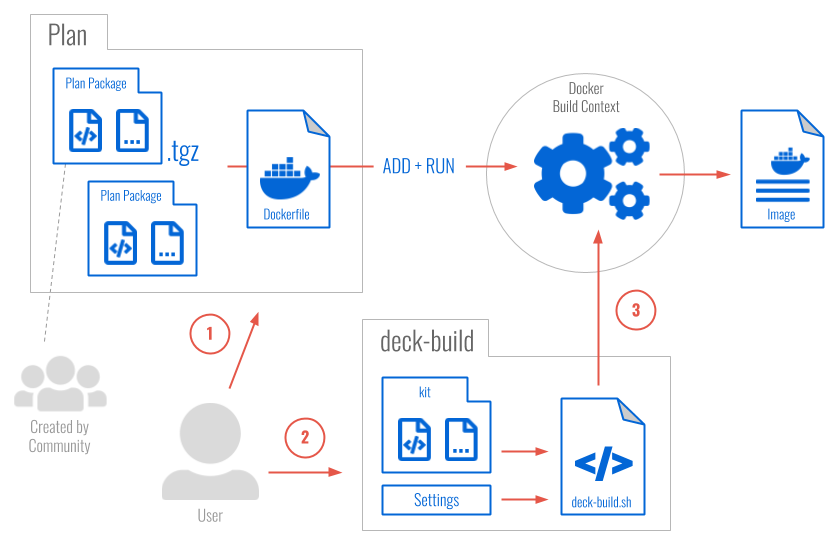 Plan
Plan Package
</>
...
.tgz
Plan Package
</>
...
Dockerfile
ADD + RUN
Docker
Build Context
Image
1
Created by
Community
2
User
3
deck-build
kit
</>
...
Settings
</>
deck-build.sh